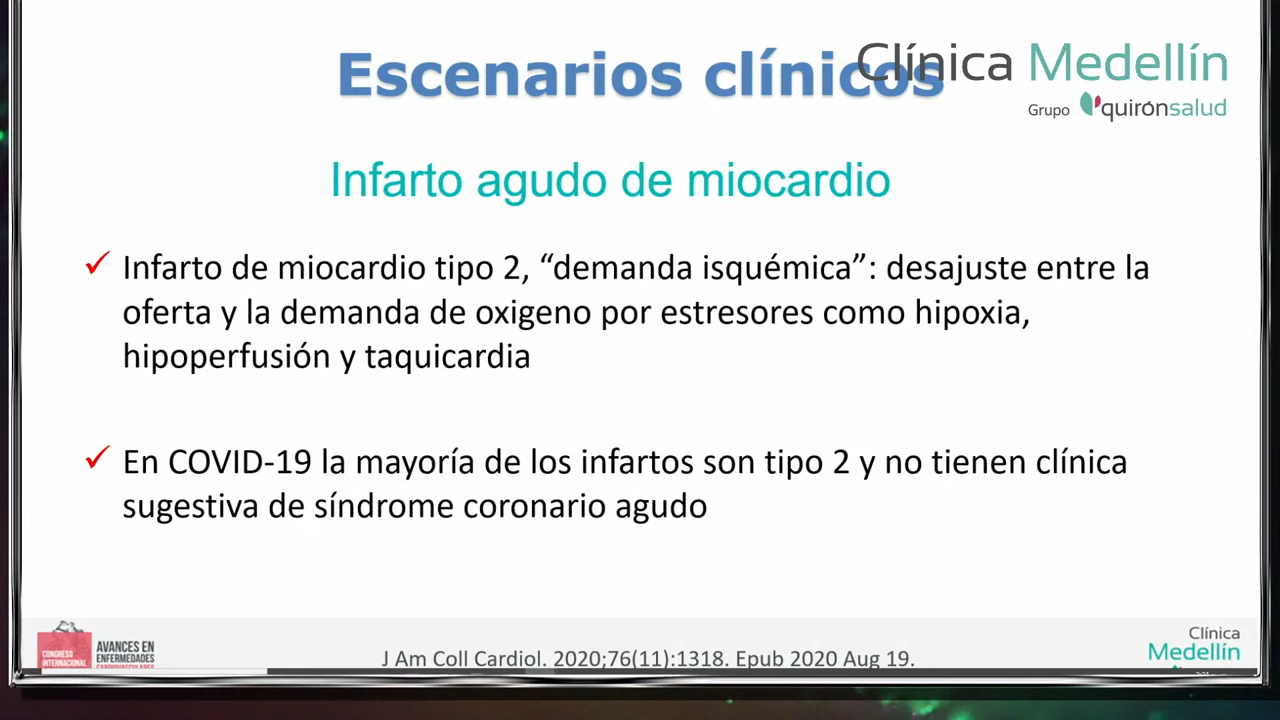 Escenarios clínicos
Clínica Medellín
Grupo quirónsalud
Infarto agudo de miocardio
Infarto de miocardio tipo 2, “demanda isquémica”: desajuste entre la
oferta y la demanda de oxigeno por estresores como hipoxia,
hipoperfusión y taquicardia
En COVID-19 la mayoría de los infartos son tipo 2 y no tienen clínica
sugestiva de síndrome coronario agudo
CONGRESO
INTERNACIONAL
AVANCES EN
ENFERMEDADES
CARDIOVASCULARES
J Am Coll Cardiol. 2020;76(11):1318. Epub 2020 Aug 19.
Clínica
Medellín